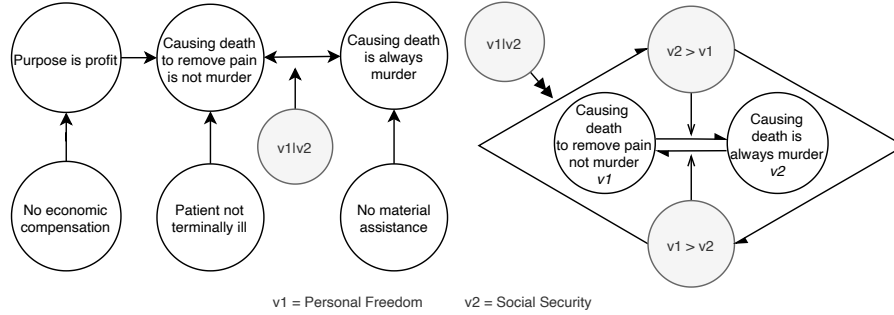 Purpose is profit
Causing death
to remove pain
is not murder
Causing death
is always
murder
v1|v2
No economic
compensation
Patient not
terminally ill
No material
assistance
v1|v2
v2 > v1
Causing
death
to remove pain
not murder
v1
Causing
death is
always murder
v2
v1 > v2
v1 = Personal Freedom
v2 = Social Security